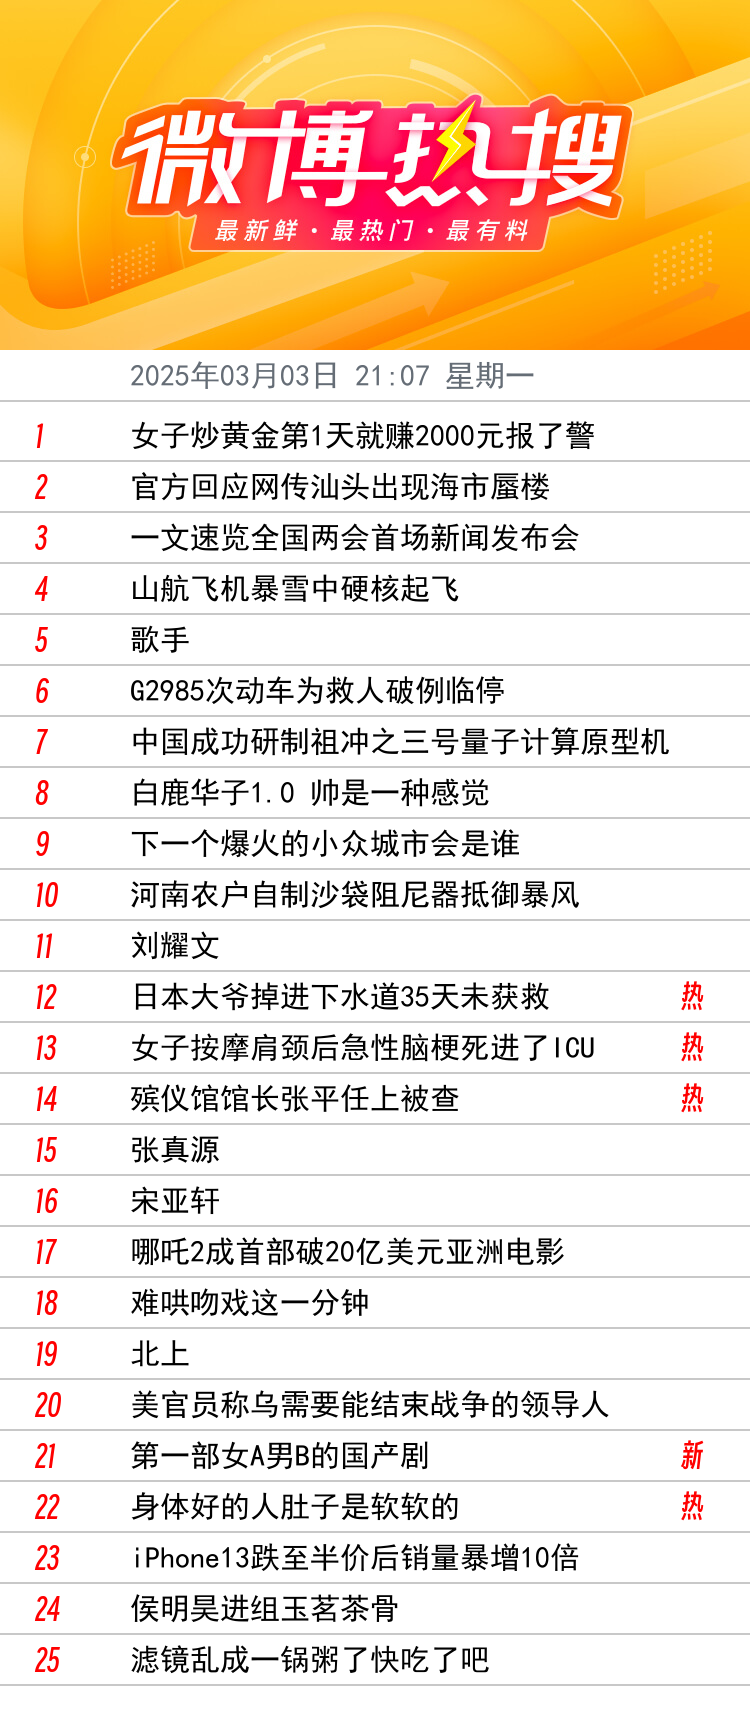 微博热搜
最新鲜·最热门·最有料
2025年03月03日 21:07 星期一
1 女子炒黄金第1天就赚2000元报了警
2 官方回应网传汕头出现海市蜃楼
3 一文速览全国两会首场新闻发布会
4 山航飞机暴雪中硬核起飞
5 歌手
6 G2985次动车为救人破例临停
7 中国成功研制祖冲之三号量子计算原型机
8 白鹿华子1.0 帅是一种感觉
9 下一个爆火的小众城市会是谁
10 河南农户自制沙袋阻尼器抵御暴风
11 刘耀文
12 日本大爷掉进下水道35天未获救 热
13 女子按摩肩颈后急性脑梗死进了ICU 热
14 殡仪馆馆长张平任上被查 热
15 张真源
16 宋亚轩
17 哪吒2成首部破20亿美元亚洲电影
18 难哄吻戏这一分钟
19 北上
20 美官员称乌需要能结束战争的领导人
21 第一部女A男B的国产剧 新
22 身体好的人肚子是软软的 热
23 iPhone13跌至半价后销量暴增10倍
24 侯明昊进组玉茗茶骨
25 滤镜乱成一锅粥了快吃了吧